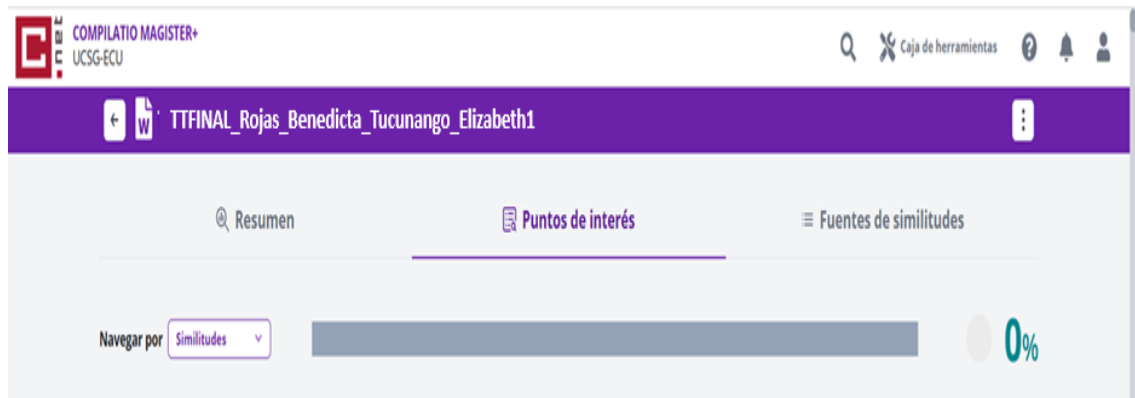 .net
COMPILATIO MAGISTER+
UCSG-ECU
Caja de herramientas
TTFINAL_Rojas_Benedicta_Tucunango_Elizabeth1
Resumen
Puntos de interés
Fuentes de similitudes
Navegar por
Similitudes
0%